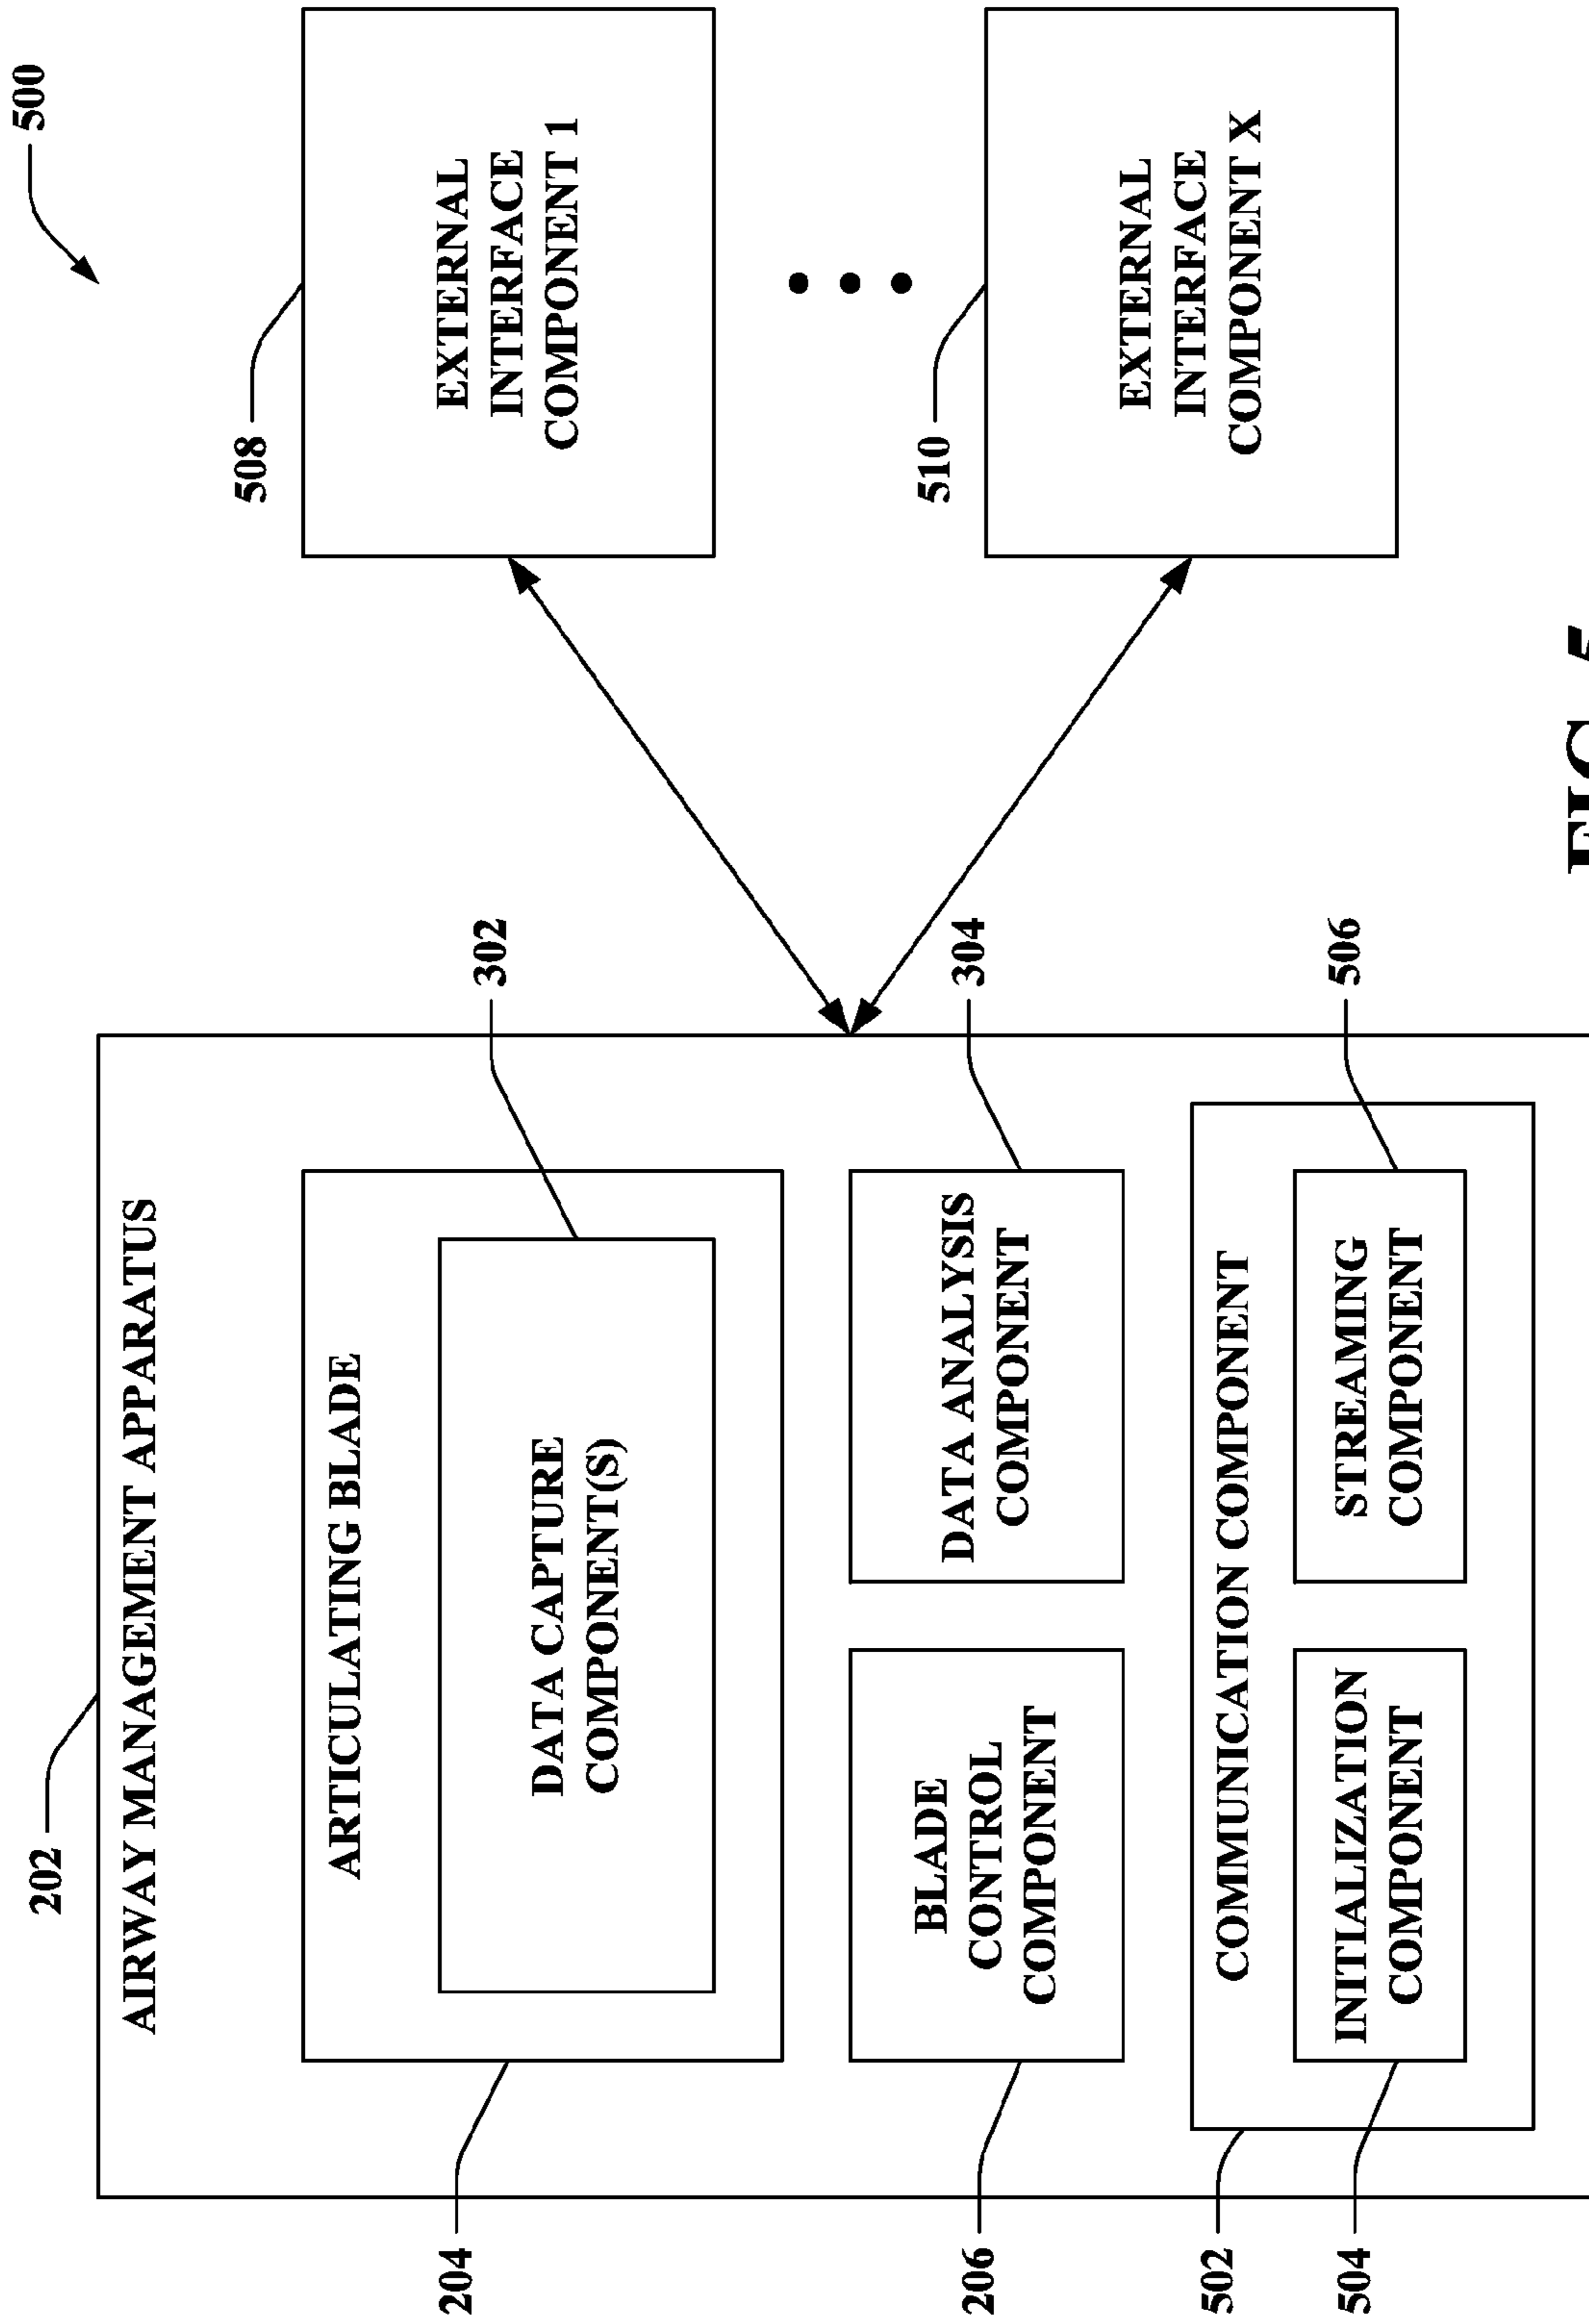 500
202
AIRWAY MANAGEMENT APPARATUS
204
ARTICULATING BLADE
302
DATA CAPTURE
COMPONENT(S)
206
BLADE
CONTROL
COMPONENT
304
DATA ANALYSIS
COMPONENT
502
COMMUNICATION COMPONENT
504
INITIALIZATION
COMPONENT
506
STREAMING
COMPONENT
508
EXTERNAL
INTERFACE
COMPONENT 1
510
EXTERNAL
INTERFACE
COMPONENT X
FIG. 5